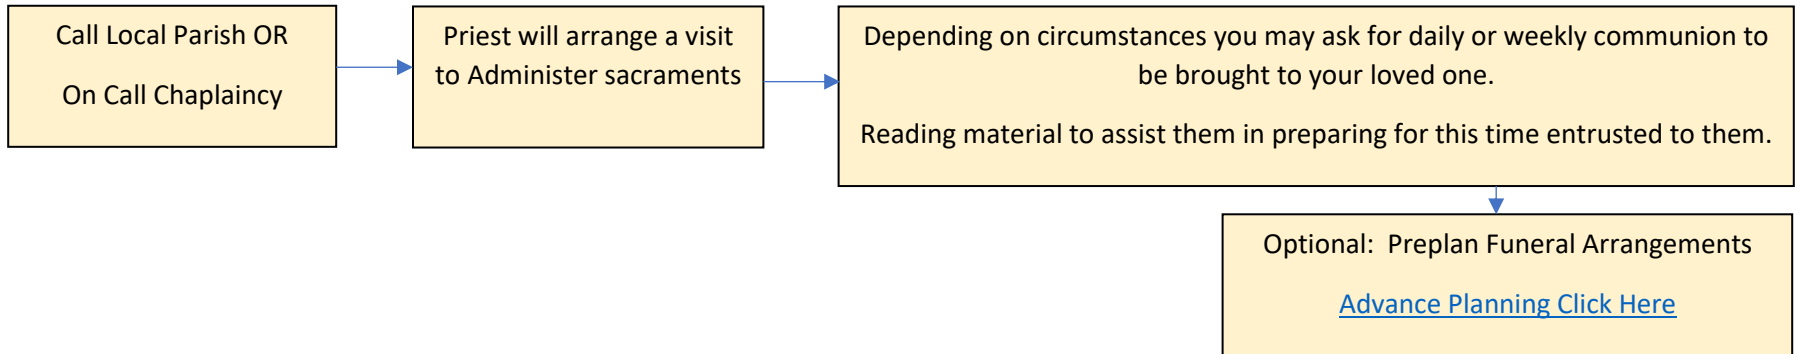 Call Local Parish OR
On Call Chaplaincy
Priest will arrange a visit
to Administer sacraments
Depending on circumstances you may ask for daily or weekly communion to
be brought to your loved one.
Reading material to assist them in preparing for this time entrusted to them.
Optional:  Preplan Funeral Arrangements
Advance Planning Click Here